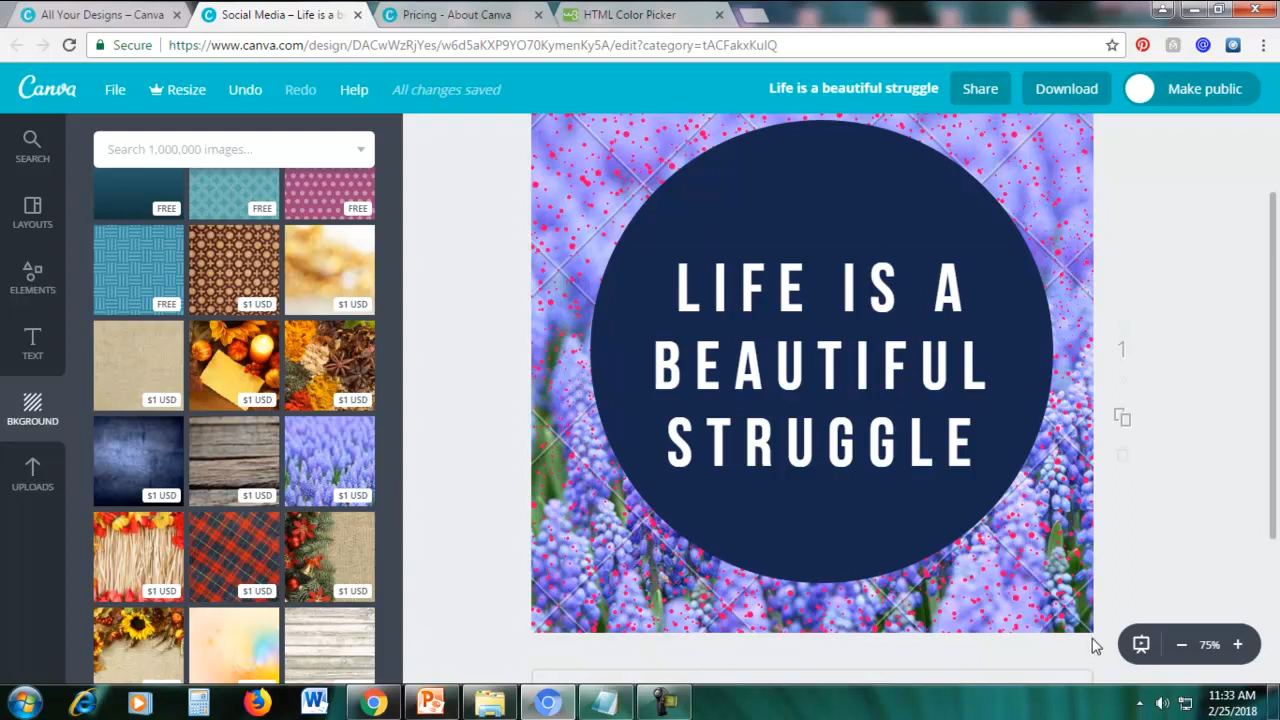 All Your Designs – Canva
Social Media – Life is a b
Pricing - About Canva
HTML Color Picker
Secure
https://www.canva.com/design/DACwWzRjYes/w6d5aKXP9YO70KymenKy5A/edit?category=tACFakxKuIQ
Canva
File
Resize
Undo
Redo
Help
All changes saved
Life is a beautiful struggle
Share
Download
Make public
SEARCH
LAYOUTS
ELEMENTS
TEXT
BKGROUND
UPLOADS
Search 1,000,000 images...
FREE FREE FREE
FREE $1 USD $1 USD
$1 USD $1 USD $1 USD
$1 USD $1 USD $1 USD
$1 USD $1 USD $1 USD
LIFE IS A
BEAUTIFUL
STRUGGLE
1
75%
11:33 AM
2/25/2018